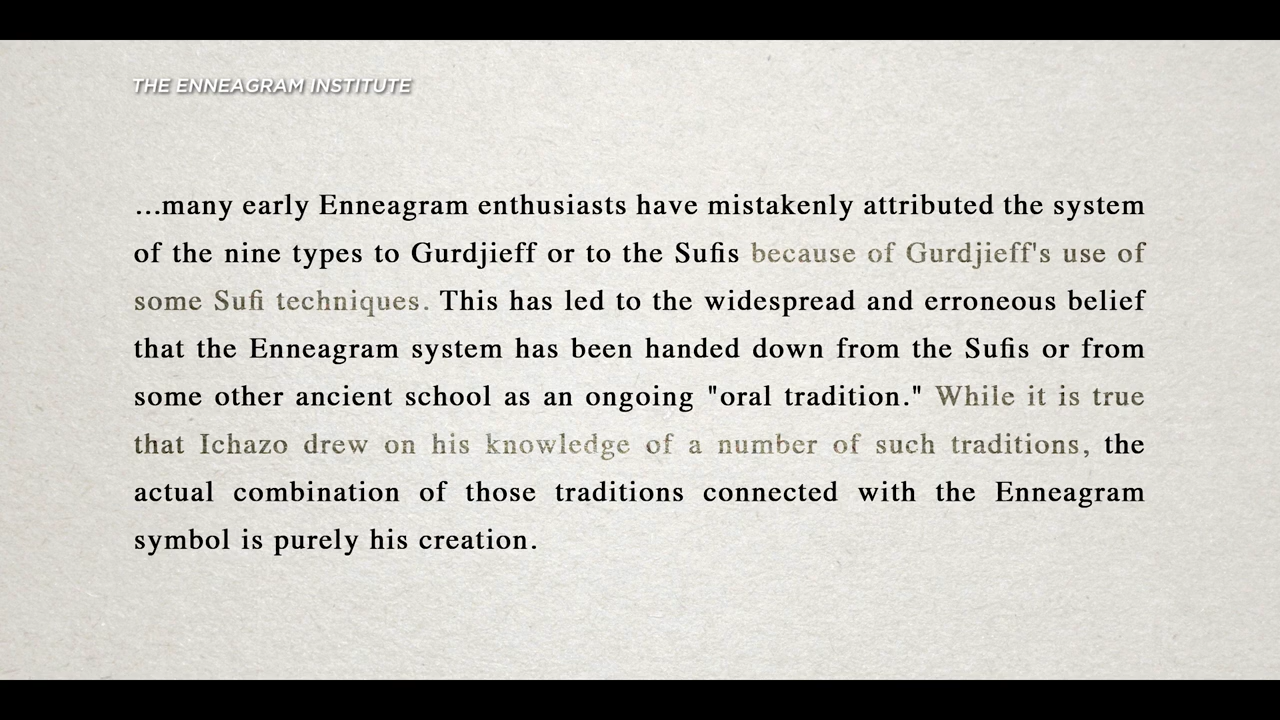 THE ENNEAGRAM INSTITUTE
...many early Enneagram enthusiasts have mistakenly attributed the system
of the nine types to Gurdjieff or to the Sufis because of Gurdjieff's use of
some Sufi techniques. This has led to the widespread and erroneous belief
that the Enneagram system has been handed down from the Sufis or from
some other ancient school as an ongoing "oral tradition." While it is true
that Ichazo drew on his knowledge of a number of such traditions, the
actual combination of those traditions connected with the Enneagram
symbol is purely his creation.